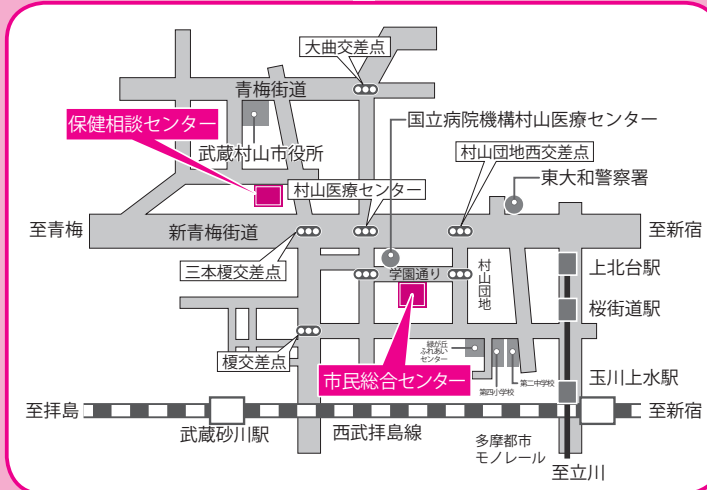 大曲交差点
青梅街道
保健相談センター
国立病院機構村山医療センター
武蔵村山市役所
村山団地西交差点
東大和警察署
村山医療センター
至青梅
新青梅街道
至新宿
三本榎交差点
学園通り
村山団地
上北台駅
桜街道駅
榎交差点
緑が丘
ふれあい
センター
市民総合センター
第四小学校
第二中学校
玉川上水駅
至拝島
至新宿
武蔵砂川駅
西武拝島線
多摩都市
モノレール
至立川